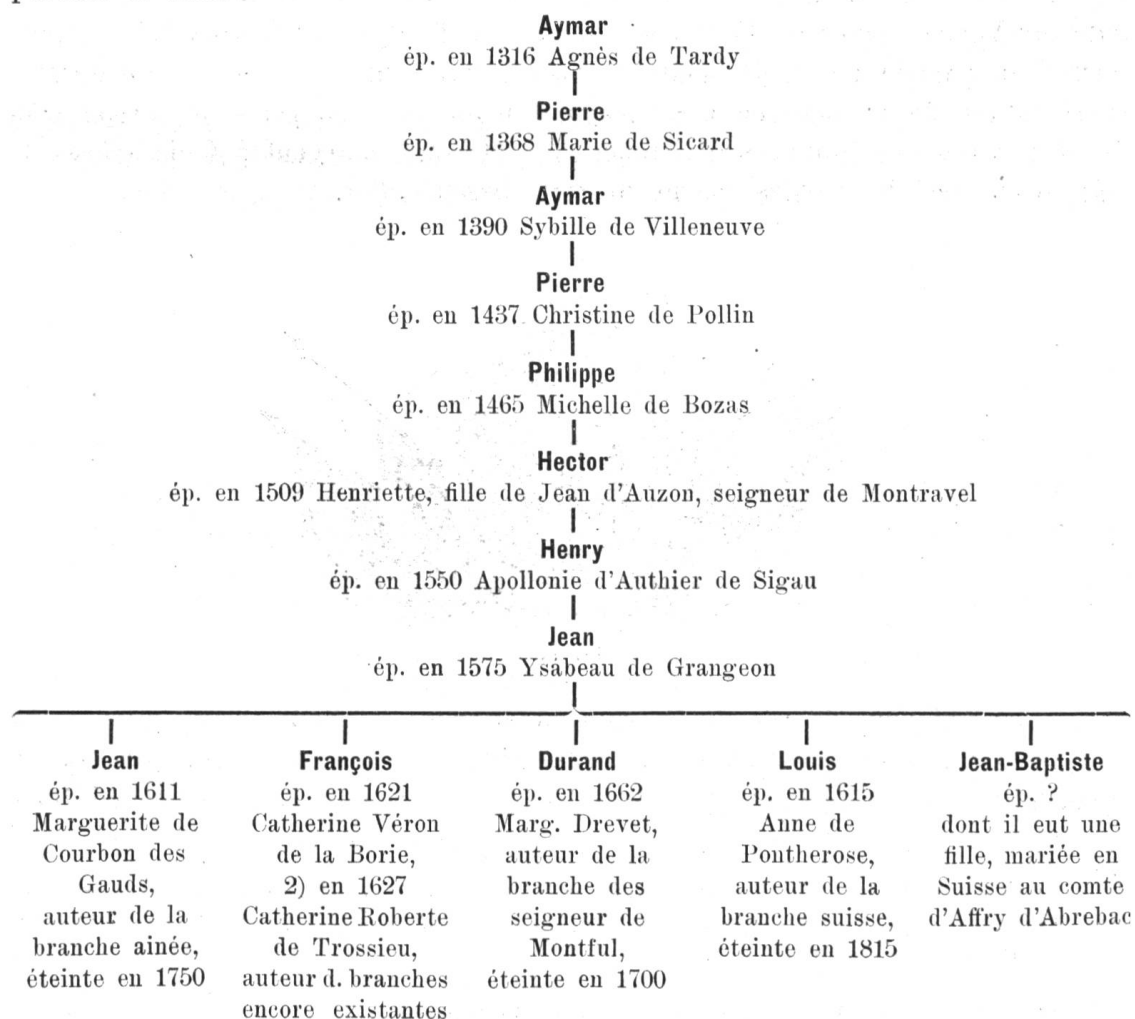 Aymar
ép. en 1316 Agnès de Tardy
Pierre
ép. en 1368 Marie de Sicard
Aymar
ép. en 1390 Sybille de Villeneuve
Pierre
ép. en 1437 Christine de Pollin
Philippe
ép. en 1465 Michelle de Bozas
Hector
ép. en 1509 Henriette, fille de Jean d'Auzon, seigneur de Montravel
Henry
ép. en 1550 Apollonie d'Authier de Sigau
Jean
ép. en 1575 Ysabeau de Grangeon
Jean
ép. en 1611
Marguerite de
Courbon des
Gauds,
auteur de la
branche ainée,
éteinte en 1750
François
ép. en 1621
Catherine Véron
de la Borie,
2) en 1627
Catherine Roberte
de Trossieu,
auteur d. branches
encore existantes
Durand
ép. en 1662
Marg. Drevet,
auteur de la
branche des
seigneur de
Montful,
éteinte en 1700
Louis
ép. en 1615
Anne de
Pontherose,
auteur de la
branche suisse,
éteinte en 1815
Jean-Baptiste
ép. ?
dont il eut une
fille, mariée en
Suisse au comte
d'Affry d'Abrebac